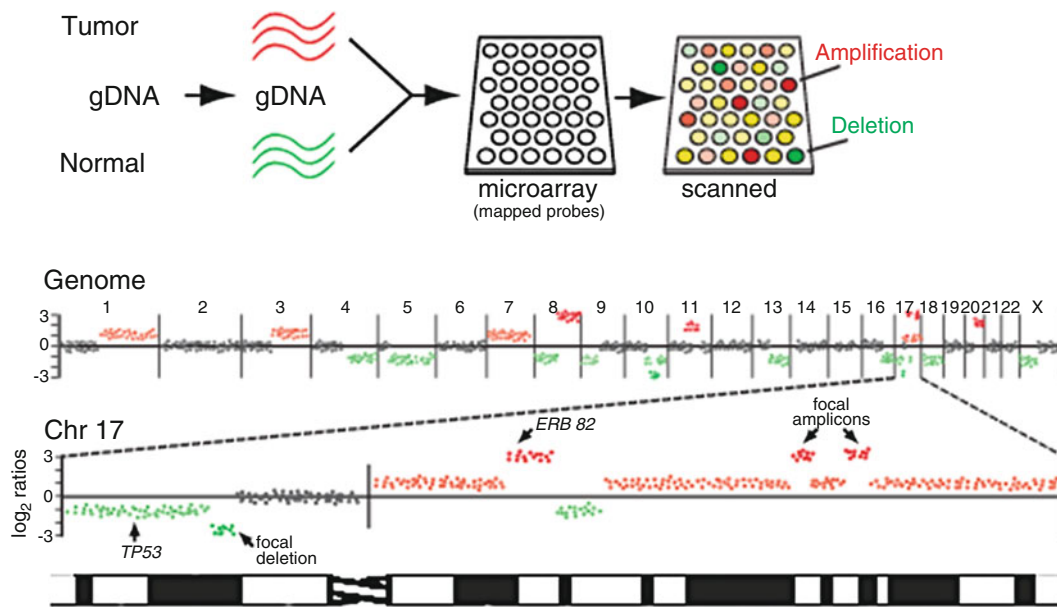 Tumor
gDNA
gDNA
Normal
microarray
(mapped probes)
scanned
Amplification
Deletion
Genome
1 2 3 4 5 6 7 8 9 10 11 12 13 14 15 16 17 18 19 20 21 22 X
3
0
-3
Chr 17
log2 ratios
3
0
-3
ERB 82
focal
amplicons
TP53
focal
deletion